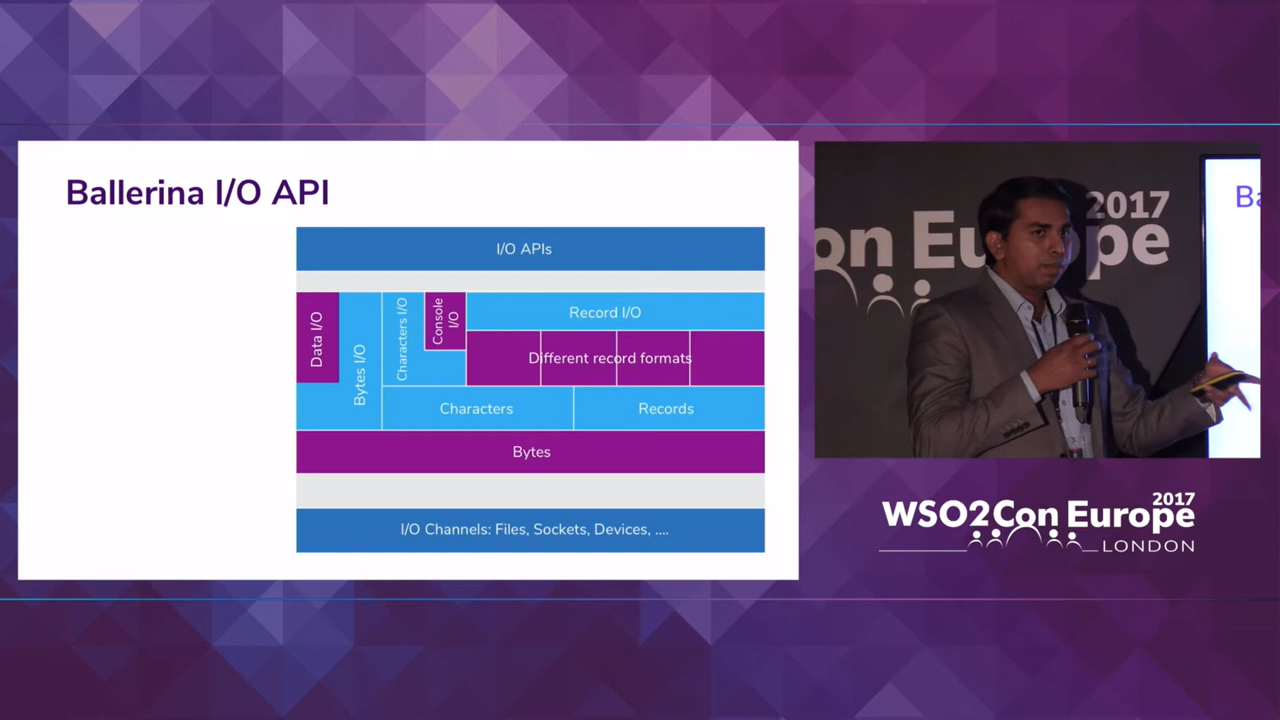 Ballerina I/O API
I/O APIs
Data I/O
Bytes I/O
Characters I/O
Console
I/O
Record I/O
Different record formats
Characters
Records
Bytes
I/O Channels: Files, Sockets, Devices, ....
2017
on Europe
Ba
2017
WSO2Con Europe
LONDON